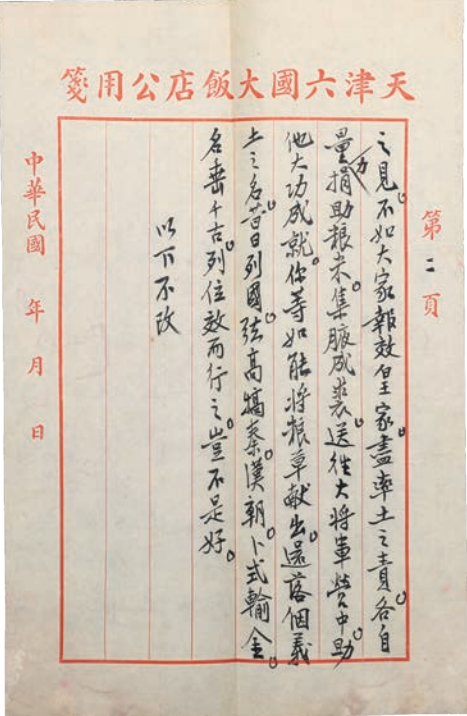 天津六國大飯店公用箋
第二頁
之見。不如大家報效皇家。盡率土之責。各自
量力捐助粮米。集腋成裘。送往大將軍營中。助
他大功成就。你等如能將粮草献出。還落個義
士之名。昔日列國。弦高犒秦。漢朝。卜式輸金。
名垂千古。列位效而行之。豈不是好。
以下不改
中華民國 年 月 日